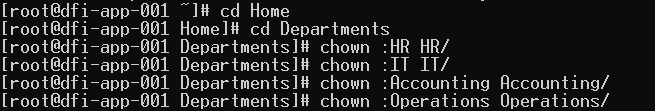 [root@dfi-app-001 ~]# cd Home
[root@dfi-app-001 Home]# cd Departments
[root@dfi-app-001 Departments]# chown :HR HR/
[root@dfi-app-001 Departments]# chown :IT IT/
[root@dfi-app-001 Departments]# chown :Accounting Accounting/
[root@dfi-app-001 Departments]# chown :Operations Operations/